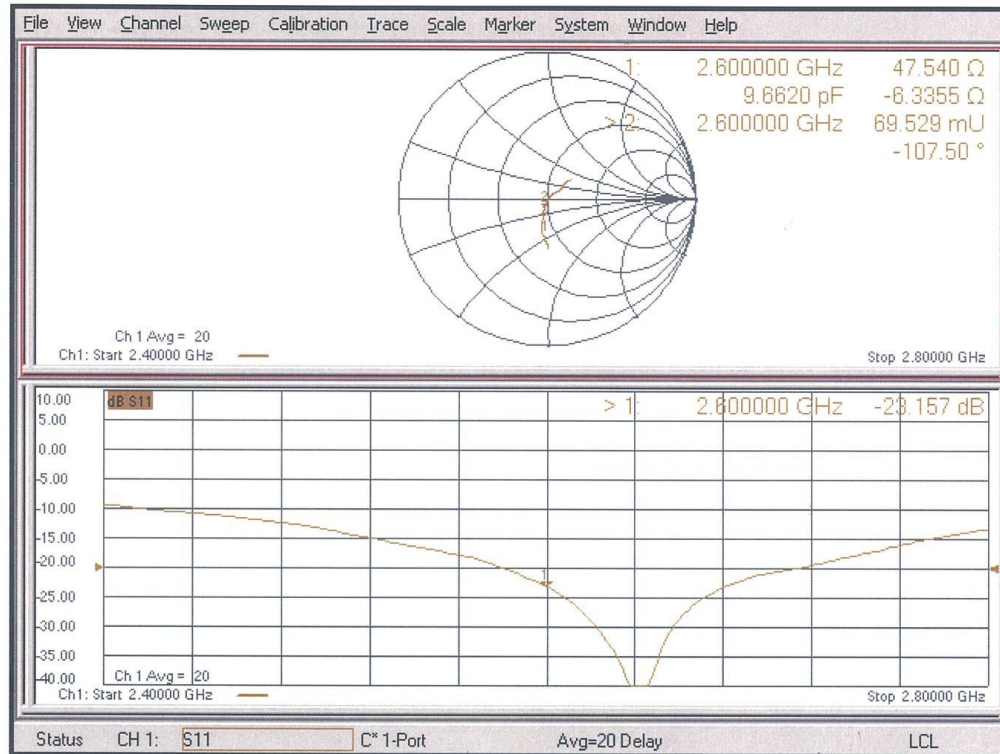 File View Channel Sweep Calibration Trace Scale Marker System Window Help
1: 2.600000 GHz 47.540 Ω
9.6620 pF -6.3355 Ω
> 2: 2.600000 GHz 69.529 mU
-107.50 °
Ch 1 Avg = 20
Ch1: Start 2.40000 GHz Stop 2.80000 GHz
10.00 dB S11 > 1: 2.600000 GHz -23.157 dB
5.00
0.00
-5.00
-10.00
-15.00
-20.00
1
-25.00
-30.00
-35.00
-40.00 Ch 1 Avg = 20
Ch1: Start 2.40000 GHz Stop 2.80000 GHz
Status CH 1: S11 C* 1-Port Avg=20 Delay LCL